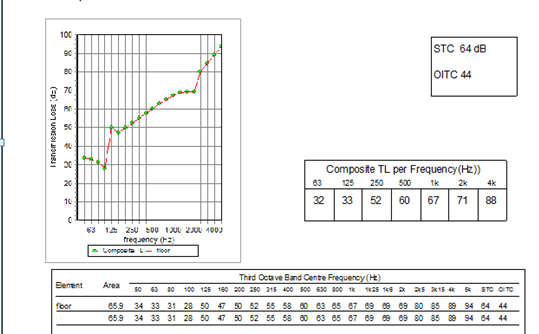 100
90
80
70
60
50
40
30
20
10
0
Transmission Loss (dB)
63 125 250 500 1000 2000 4000
frequency (Hz)
Composite TL floor
STC 64 dB
OITC 44
Composite TL per Frequency(Hz))
63 125 250 500 1k 2k 4k
32 33 52 60 67 71 88
Third Octave Band Centre Frequency (Hz)
Element Area 50 63 80 100 125 160 200 250 315 400 500 630 800 1k 1k25 1k6 2k 2k5 3k15 4k 5k STC OITC
floor 65.9 34 33 31 28 50 47 50 52 55 58 60 63 65 67 69 69 69 80 85 89 94 64 44
65.9 34 33 31 28 50 47 50 52 55 58 60 63 65 67 69 69 69 80 85 89 94 64 44